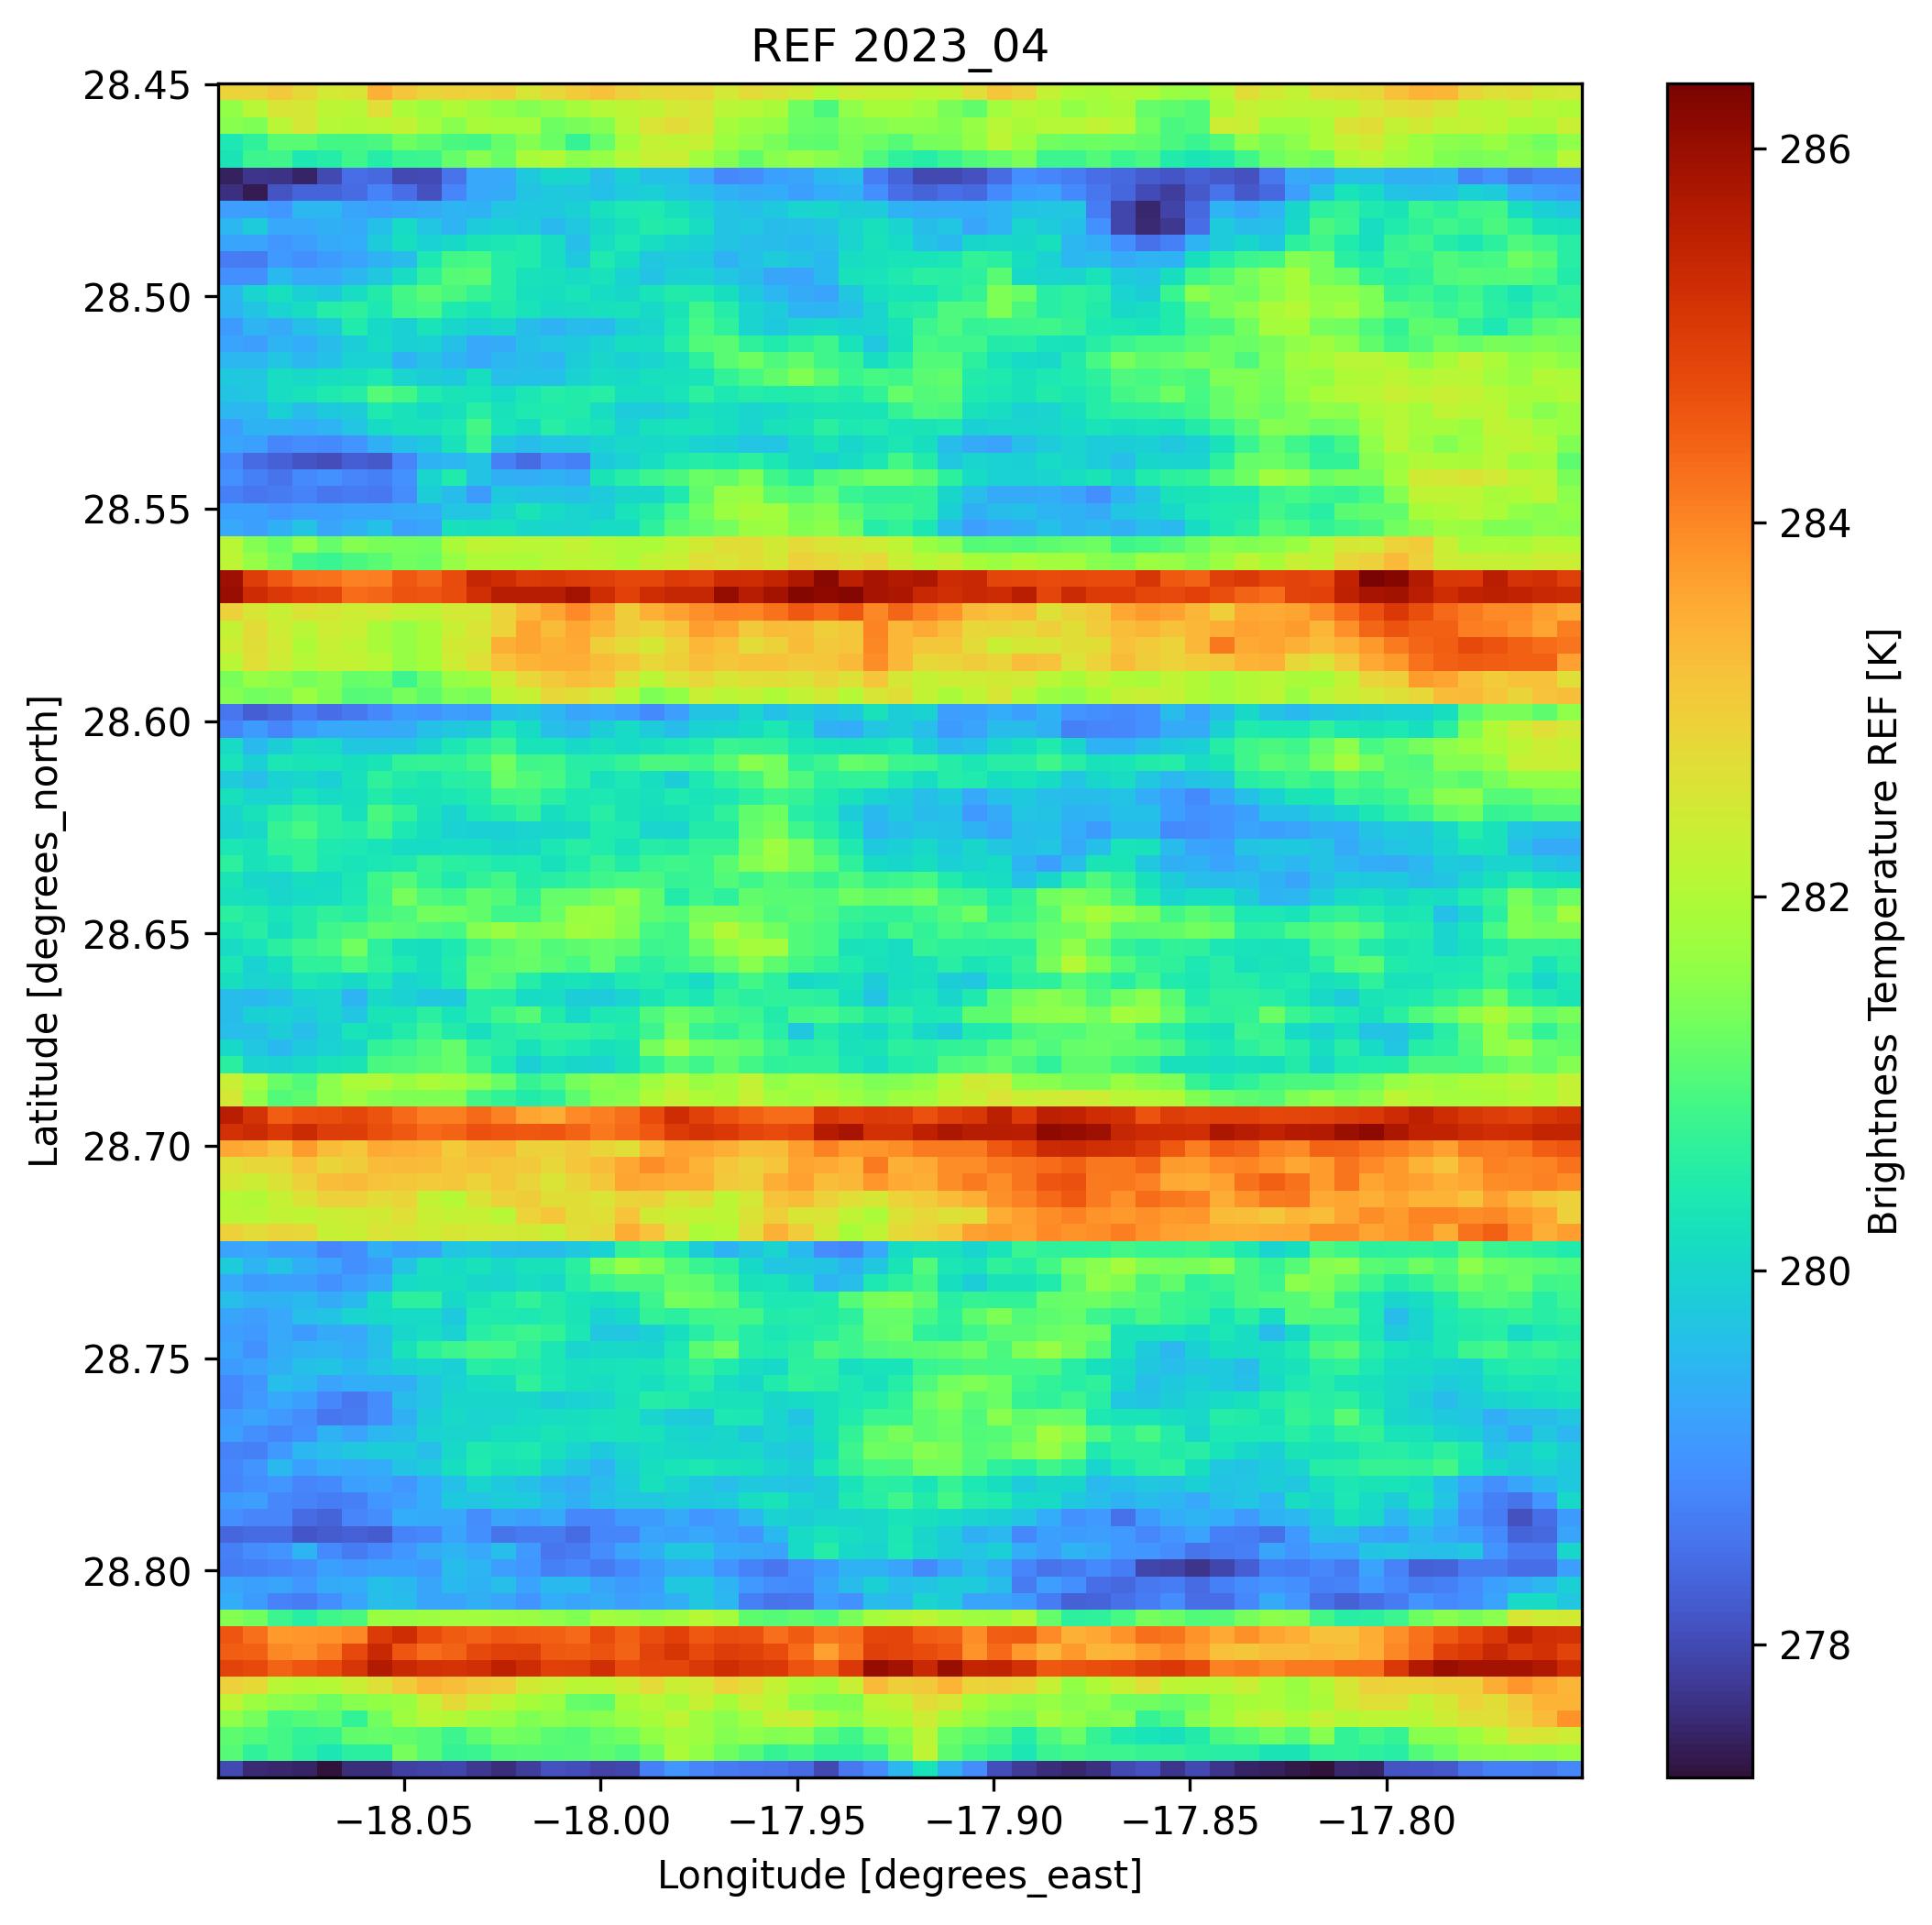 REF 2023_04
28.45
28.50
28.55
28.60
28.65
28.70
28.75
28.80
Latitude [degrees_north]
−18.05 −18.00 −17.95 −17.90 −17.85 −17.80
Longitude [degrees_east]
286
284
282
280
278
Brightness Temperature REF [K]